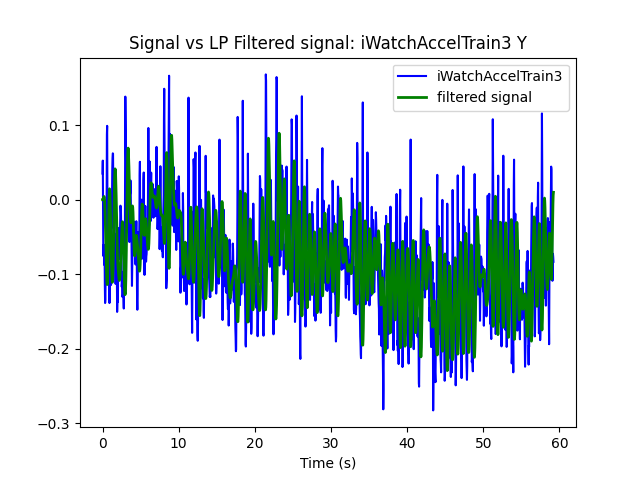 Signal vs LP Filtered signal: iWatchAccelTrain3 Y
iWatchAccelTrain3
filtered signal
0.1
0.0
−0.1
−0.2
−0.3
0 10 20 30 40 50 60
Time (s)